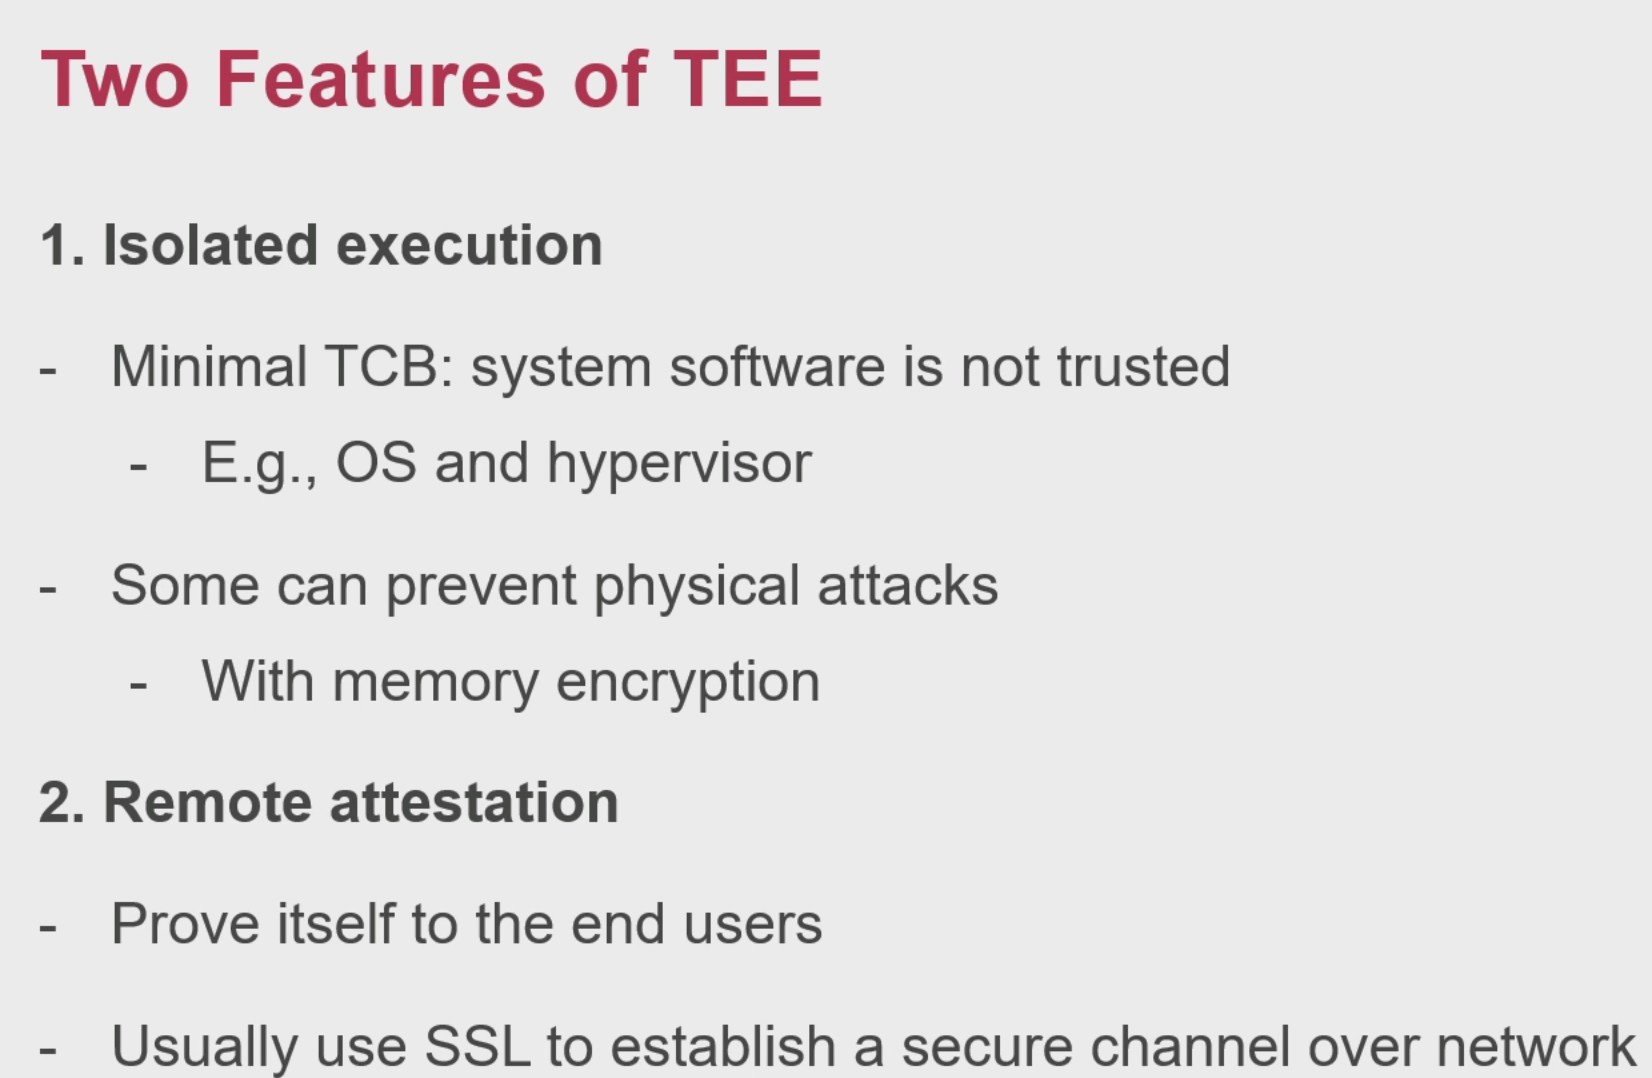 Two Features of TEE
1. Isolated execution
- Minimal TCB: system software is not trusted
- E.g., OS and hypervisor
- Some can prevent physical attacks
- With memory encryption
2. Remote attestation
- Prove itself to the end users
- Usually use SSL to establish a secure channel over network